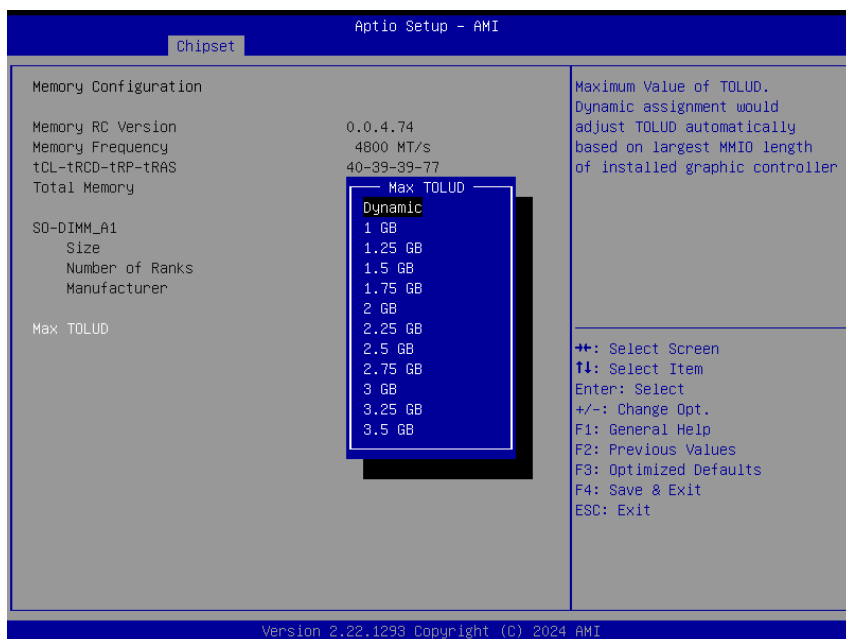 Aptio Setup – AMI
Chipset
Memory Configuration
Memory RC Version 0.0.4.74
Memory Frequency 4800 MT/s
tCL-tRCD-tRP-tRAS 40-39-39-77
Total Memory
SO-DIMM_A1
Size
Number of Ranks
Manufacturer
Max TOLUD
Max TOLUD
Dynamic
1 GB
1.25 GB
1.5 GB
1.75 GB
2 GB
2.25 GB
2.5 GB
2.75 GB
3 GB
3.25 GB
3.5 GB
Maximum Value of TOLUD.
Dynamic assignment would
adjust TOLUD automatically
based on largest MMIO length
of installed graphic controller
→←: Select Screen
↑↓: Select Item
Enter: Select
+/-: Change Opt.
F1: General Help
F2: Previous Values
F3: Optimized Defaults
F4: Save & Exit
ESC: Exit
Version 2.22.1293 Copyright (C) 2024 AMI